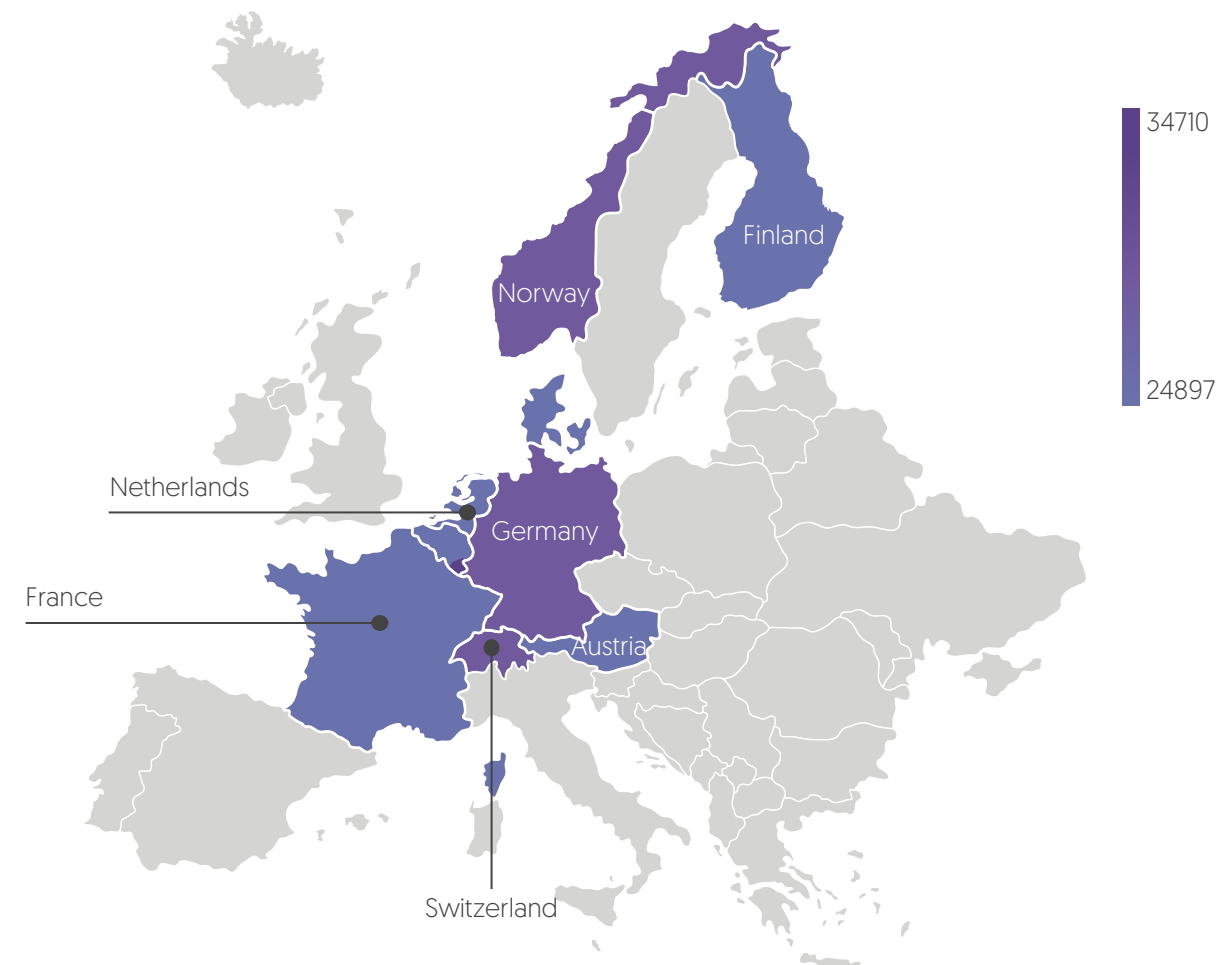 34710
Finland
Norway
24897
Netherlands
Germany
France
Austria
Switzerland